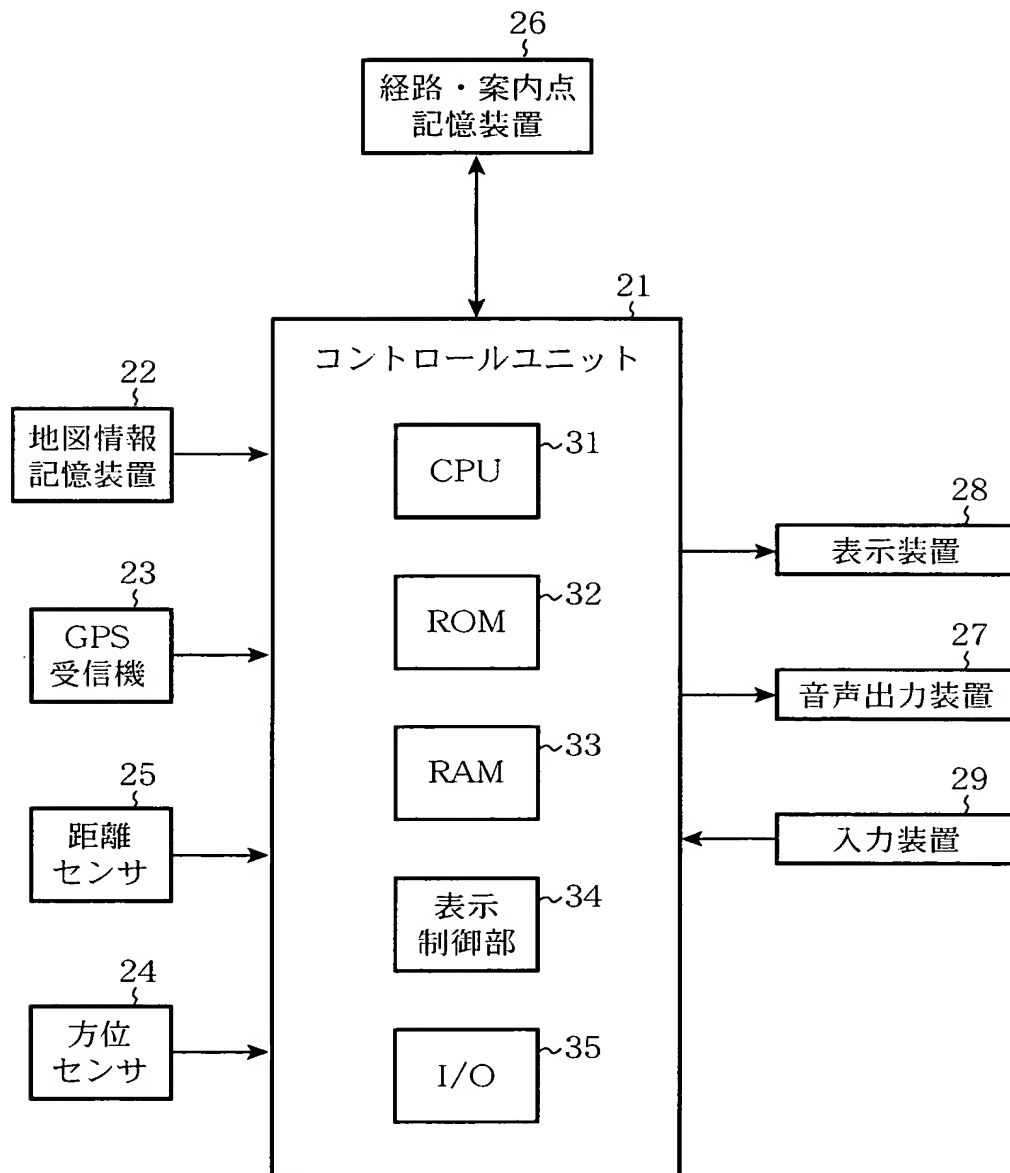 26
経路・案内点
記憶装置
21
コントロールユニット
22
地図情報
記憶装置
31
CPU
28
表示装置
23
GPS
受信機
32
ROM
27
音声出力装置
25
距離
センサ
33
RAM
29
入力装置
34
表示
制御部
24
方位
センサ
35
I/O